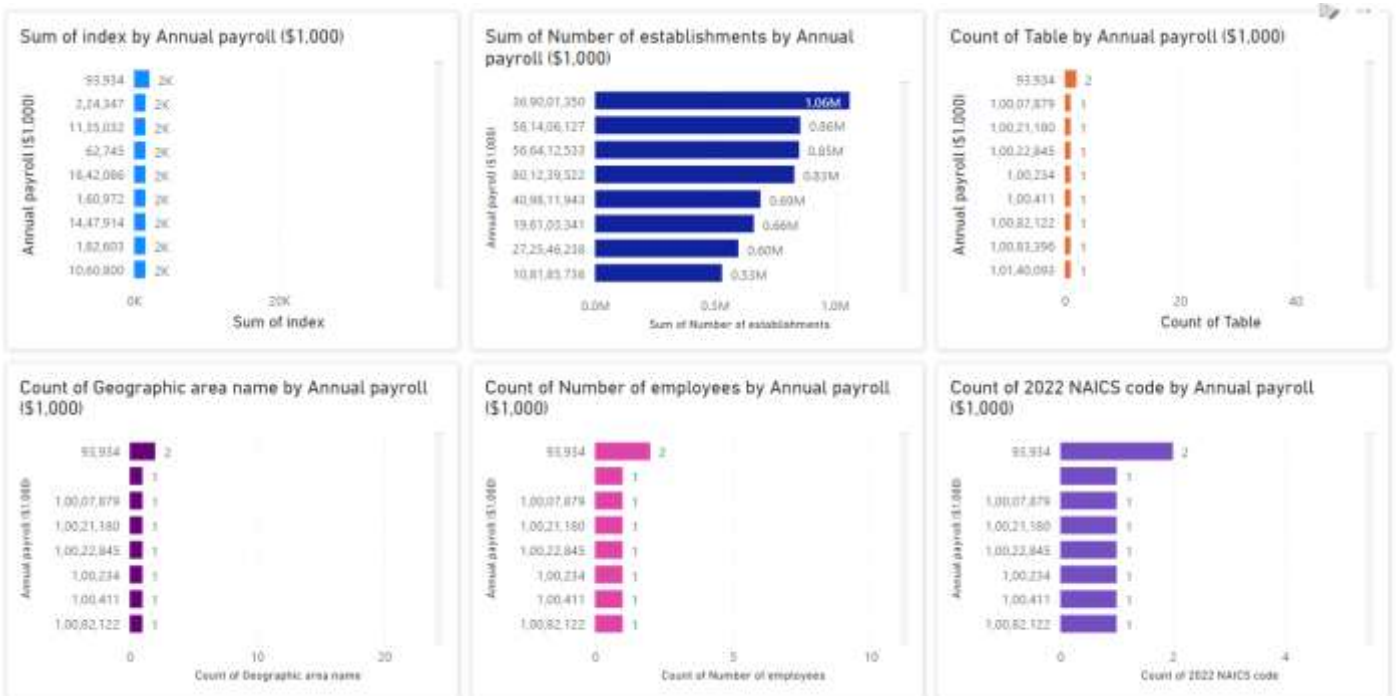 Sum of index by Annual payroll ($1,000)
Annual payroll ($1,000)
93,934 2K
2,24,347 2K
11,35,032 2K
62,745 2K
16,42,086 2K
1,60,972 2K
14,47,914 2K
1,82,603 2K
10,60,800 2K
0K 20K
Sum of index
Sum of Number of establishments by Annual
payroll ($1,000)
Annual payroll ($1,000)
36,90,01,350 1.06M
58,14,06,127 0.86M
56,64,12,533 0.85M
80,12,39,522 0.83M
40,98,11,943 0.69M
19,61,03,341 0.66M
27,25,46,238 0.60M
10,81,85,738 0.53M
0.0M 0.5M 1.0M
Sum of Number of establishments
Count of Table by Annual payroll ($1,000)
Annual payroll ($1,000)
93,934 2
1,00,07,879 1
1,00,21,180 1
1,00,22,845 1
1,00,234 1
1,00,411 1
1,00,82,122 1
1,00,83,396 1
1,01,40,093 1
0 20 40
Count of Table
Count of Geographic area name by Annual payroll
($1,000)
Annual payroll ($1,000)
93,934 2
1
1,00,07,879 1
1,00,21,180 1
1,00,22,845 1
1,00,234 1
1,00,411 1
1,00,82,122 1
0 10 20
Count of Geographic area name
Count of Number of employees by Annual payroll
($1,000)
Annual payroll ($1,000)
93,934 2
1
1,00,07,879 1
1,00,21,180 1
1,00,22,845 1
1,00,234 1
1,00,411 1
1,00,82,122 1
0 5 10
Count of Number of employees
Count of 2022 NAICS code by Annual payroll
($1,000)
Annual payroll ($1,000)
93,934 2
1
1,00,07,879 1
1,00,21,180 1
1,00,22,845 1
1,00,234 1
1,00,411 1
1,00,82,122 1
0 2 4
Count of 2022 NAICS code